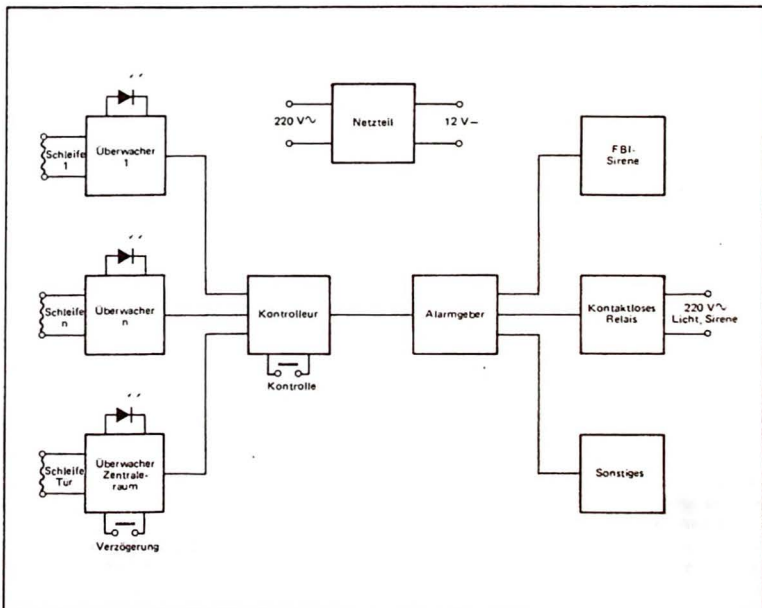 220 V~
Netzteil
12 V–
Schleife
1
Überwacher
1
FBI-
Sirene
Schleife
n
Überwacher
n
Kontrolleur
Alarmgeber
Kontaktloses
Relais
220 V~
Licht, Sirene
Kontrolle
Schleife
Tur
Überwacher
Zentrale-
raum
Sonstiges
Verzögerung